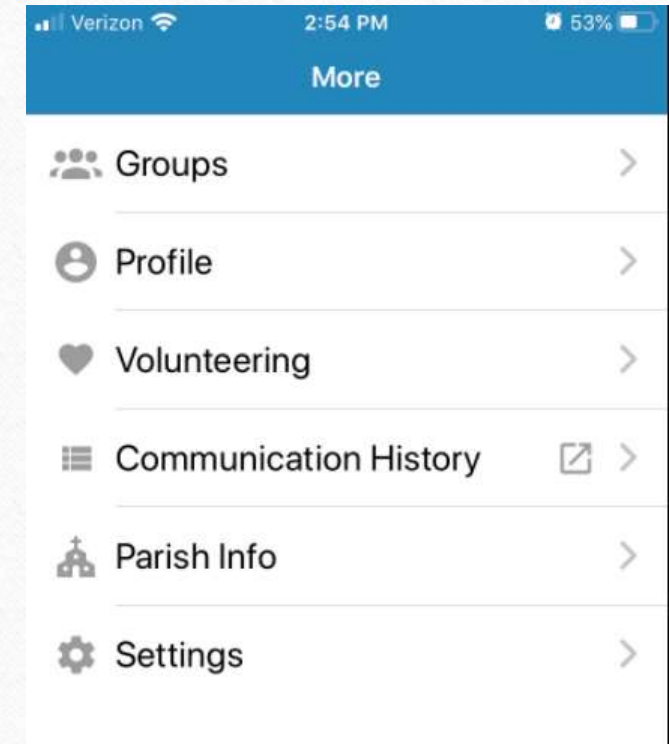 Verizon 2:54 PM 53%
More
Groups
Profile
Volunteering
Communication History
Parish Info
Settings